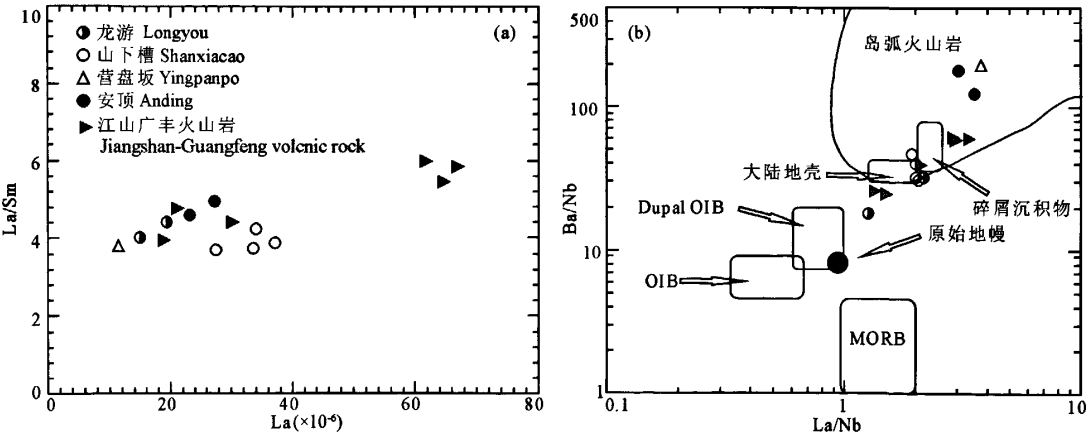 10
8
6
4
2
0
La/Sm
(a)
龙游 Longyou
山下槽 Shanxiacao
营盘坂 Yingpanpo
安顶 Anding
江山广丰火山岩
Jiangshan-Guangfeng volcnic rock
0
20
40
60
80
La(×10⁻⁶)
500
100
10
1
Ba/Nb
(b)
岛弧火山岩
大陆地壳
碎屑沉积物
Dupal OIB
原始地幔
OIB
MORB
0.1
1
10
La/Nb